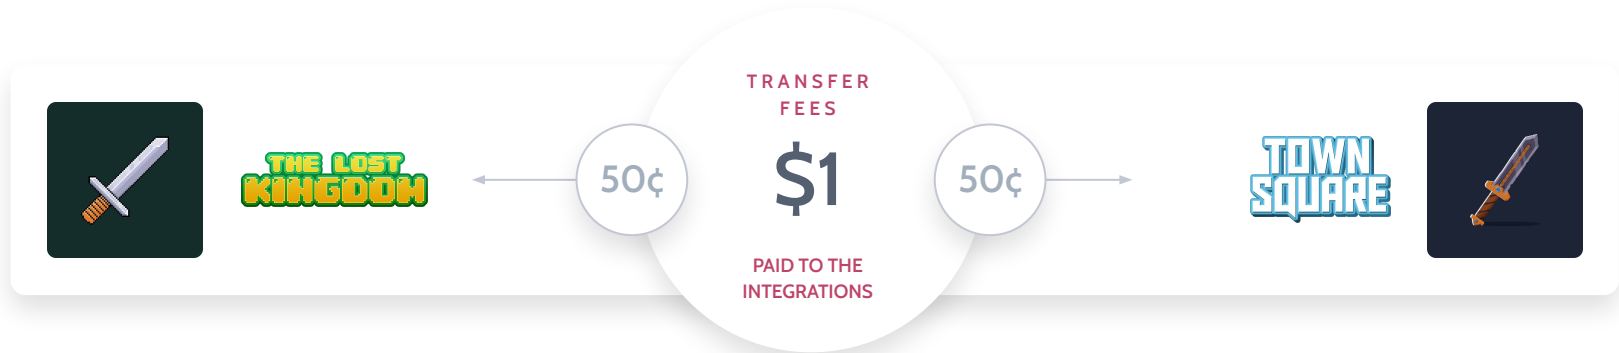 THE LOST
KINGDOM
50¢
TRANSFER
FEES
$1
PAID TO THE
INTEGRATIONS
50¢
TOWN
SQUARE